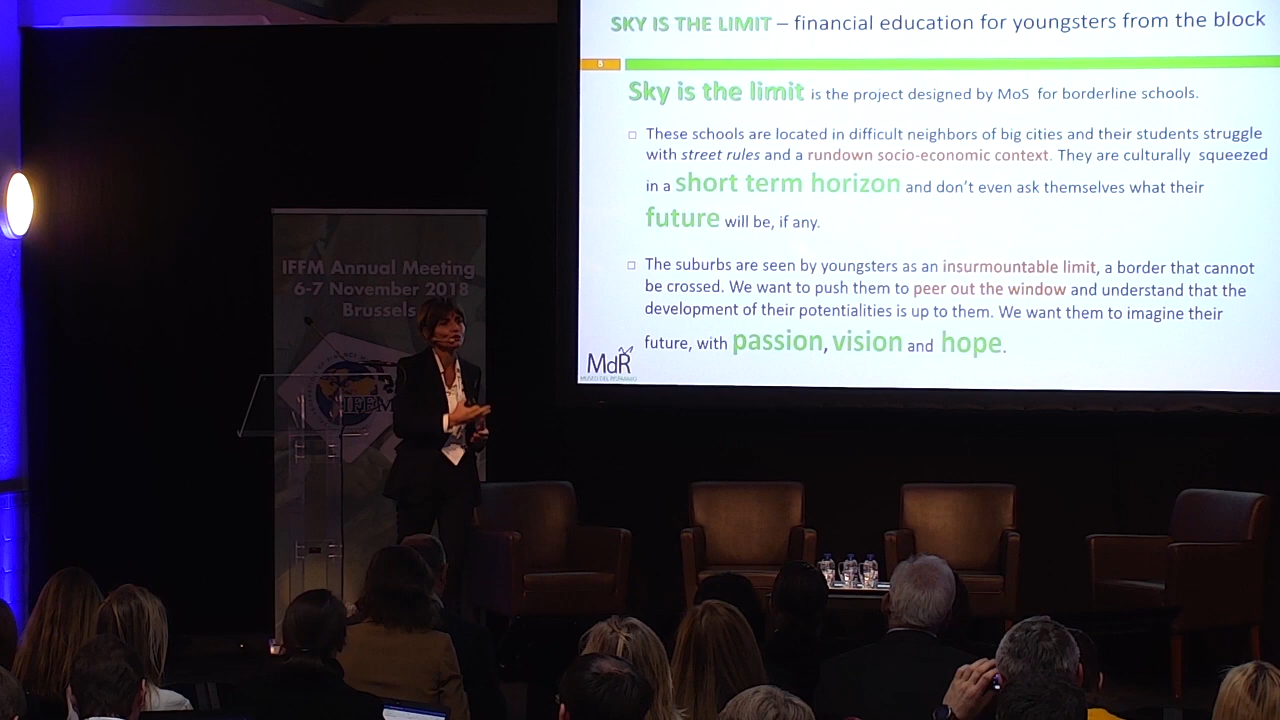 SKY IS THE LIMIT – financial education for youngsters from the block
5
Sky is the limit is the project designed by MoS for borderline schools.
These schools are located in difficult neighbors of big cities and their students struggle
with street rules and a rundown socio-economic context. They are culturally squeezed
in a short term horizon and don't even ask themselves what their
future will be, if any.
The suburbs are seen by youngsters as an insurmountable limit, a border that cannot
be crossed. We want to push them to peer out the window and understand that the
development of their potentialities is up to them. We want them to imagine their
future, with passion, vision and hope.
MdR
MUSEO DEL RISPARMIO
IFFM Annual Meeting
6-7 November 2018
Brussels
IFFM